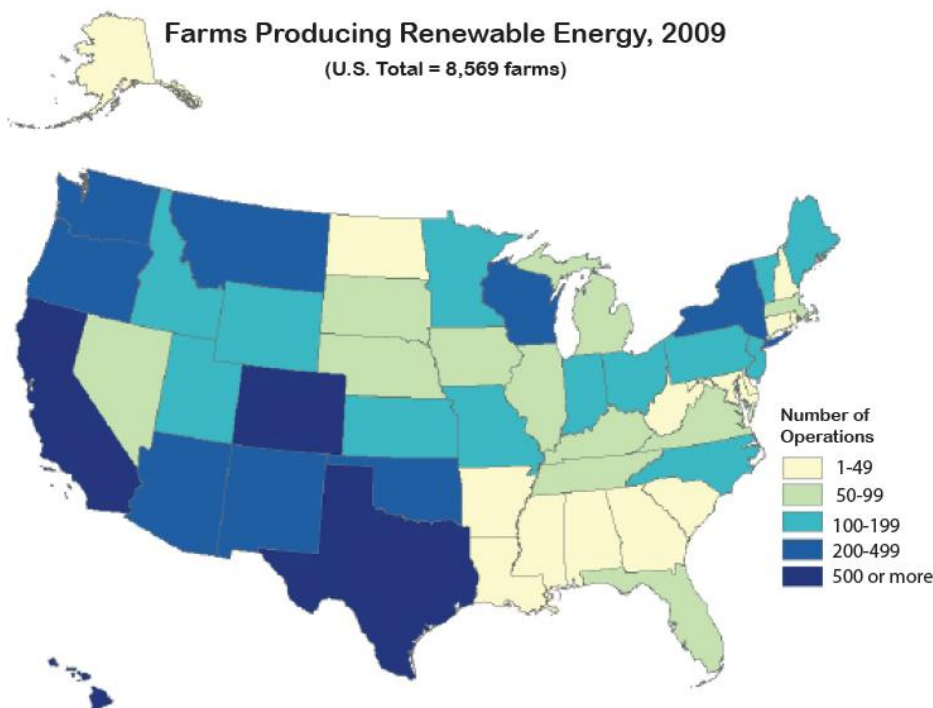 Farms Producing Renewable Energy, 2009
(U.S. Total = 8,569 farms)
Number of
Operations
1-49
50-99
100-199
200-499
500 or more